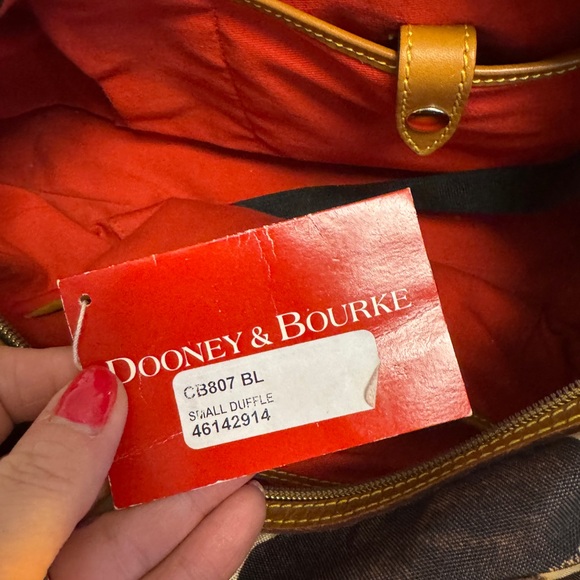 DOONEY & BOURKE
CB807 BL
SMALL DUFFLE
46142914